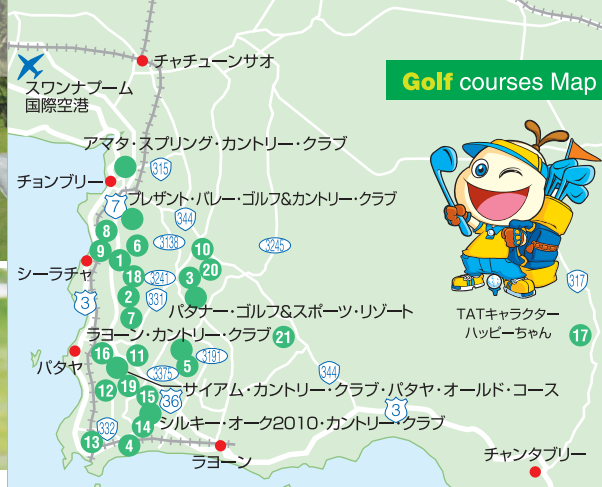 チャチューンサオ
スワンナプーム
国際空港
Golf courses Map
アマタ・スプリング・カントリー・クラブ
315
チョンブリー
7
プレザント・バレー・ゴルフ&カントリー・クラブ
344
8
6
3138
10
3245
9
1
シーラチャ
18
3241
3
20
317
3
2
331
7
パタナー・ゴルフ&スポーツ・リゾート
TATキャラクター
ハッピーちゃん
17
ラヨーン・カントリー・クラブ
21
16
11
3191
パタヤ
5
3375
344
12
19
サイアム・カントリー・クラブ・パタヤ・オールド・コース
15
36
3
14
シルキー・オーク2010・カントリー・クラブ
332
13
4
ラヨーン
チャンタブリー